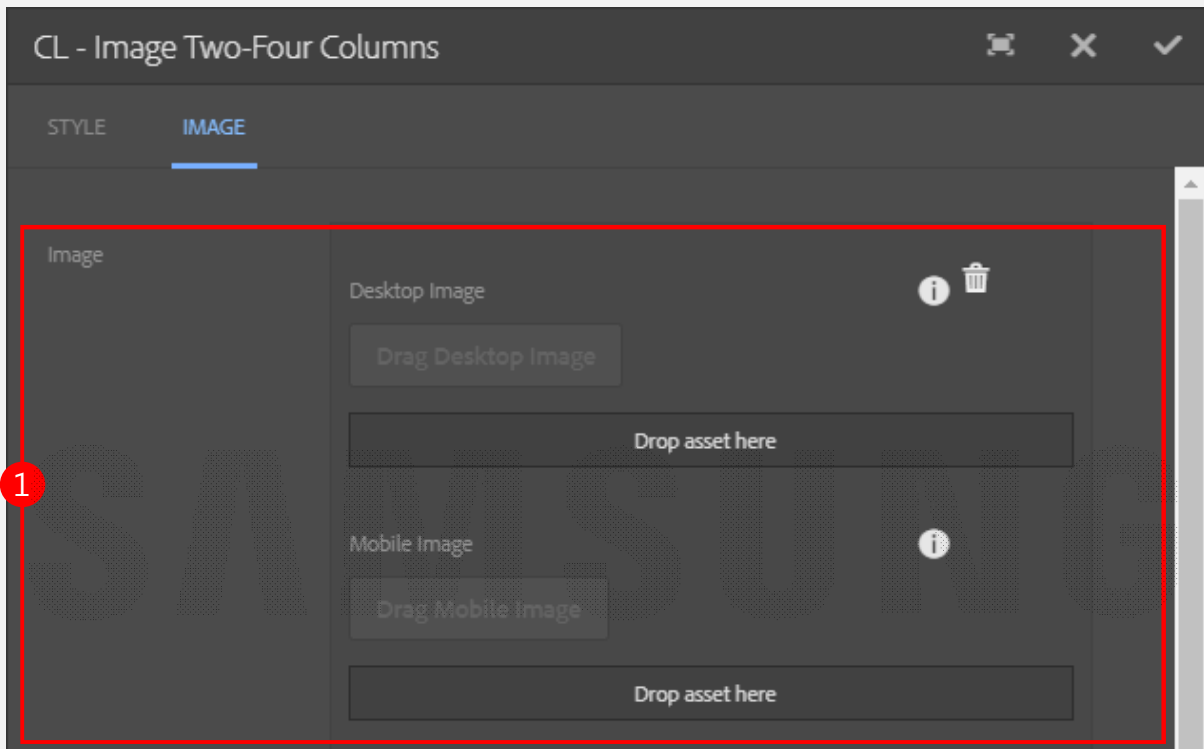 CL - Image Two-Four Columns
STYLE IMAGE
Image
Desktop Image
Drag Desktop Image
Drop asset here
1
SAMSUNG
Mobile Image
Drag Mobile Image
Drop asset here